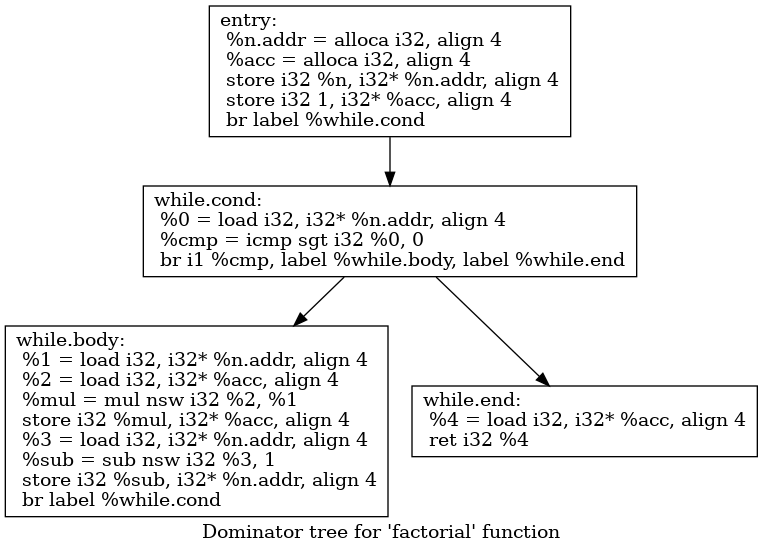 entry:
%n.addr = alloca i32, align 4
%acc = alloca i32, align 4
store i32 %n, i32* %n.addr, align 4
store i32 1, i32* %acc, align 4
br label %while.cond
while.cond:
%0 = load i32, i32* %n.addr, align 4
%cmp = icmp sgt i32 %0, 0
br i1 %cmp, label %while.body, label %while.end
while.body:
%1 = load i32, i32* %n.addr, align 4
%2 = load i32, i32* %acc, align 4
%mul = mul nsw i32 %2, %1
store i32 %mul, i32* %acc, align 4
%3 = load i32, i32* %n.addr, align 4
%sub = sub nsw i32 %3, 1
store i32 %sub, i32* %n.addr, align 4
br label %while.cond
while.end:
%4 = load i32, i32* %acc, align 4
ret i32 %4
Dominator tree for 'factorial' function